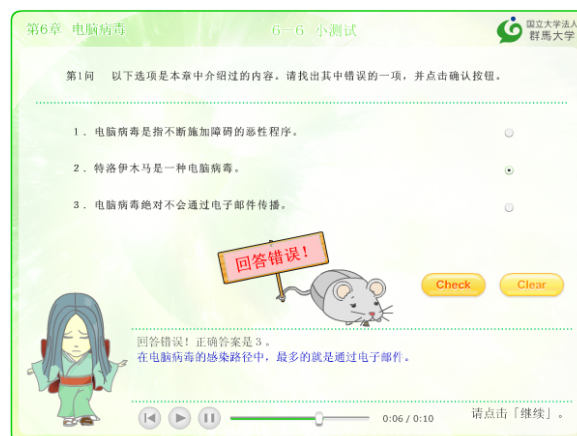 第6章 电脑病毒
6－6 小测试
国立大学法人
群馬大学
第1问 以下选项是本章中介绍过的内容。请找出其中错误的一项，并点击确认按钮。
1．电脑病毒是指不断施加障碍的恶性程序。
2．特洛伊木马是一种电脑病毒。
3．电脑病毒绝对不会通过电子邮件传播。
回答错误！
Check
Clear
回答错误！正确答案是3。
在电脑病毒的感染路径中，最多的就是通过电子邮件。
0:06 / 0:10
请点击「继续」。